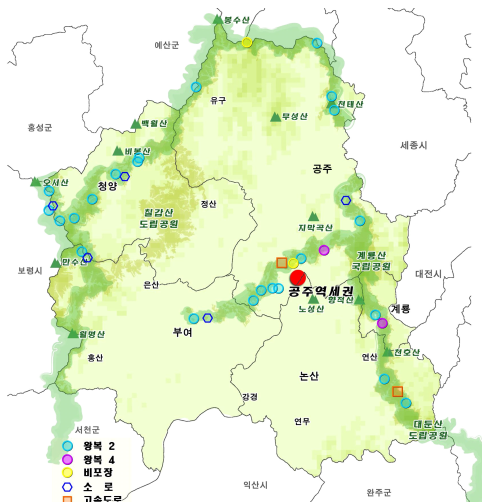 봉수산
예산군
유구
천태산
무성산
홍성군
백월산
세종시
비봉산
공주
오서산
청양
정산
칠갑산
도립공원
지막곡산
계룡산
국립공원
보령시
만수산
대전시
은산
공주역세권
향적산
노성산
계룡
부여
월명산
홍산
연산
천호산
논산
강경
연무
대둔산
도립공원
서천군
왕복 2
왕복 4
비포장
소 로
고속도로
익산시
완주군